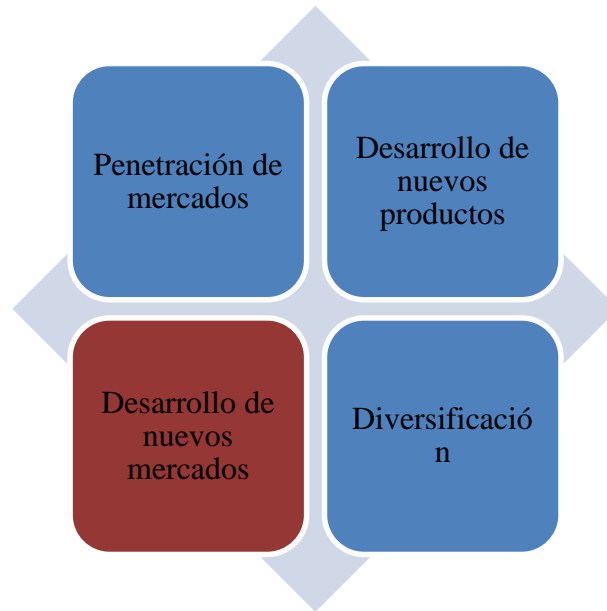 Penetración de
mercados
Desarrollo de
nuevos
productos
Desarrollo de
nuevos
mercados
Diversificació
n